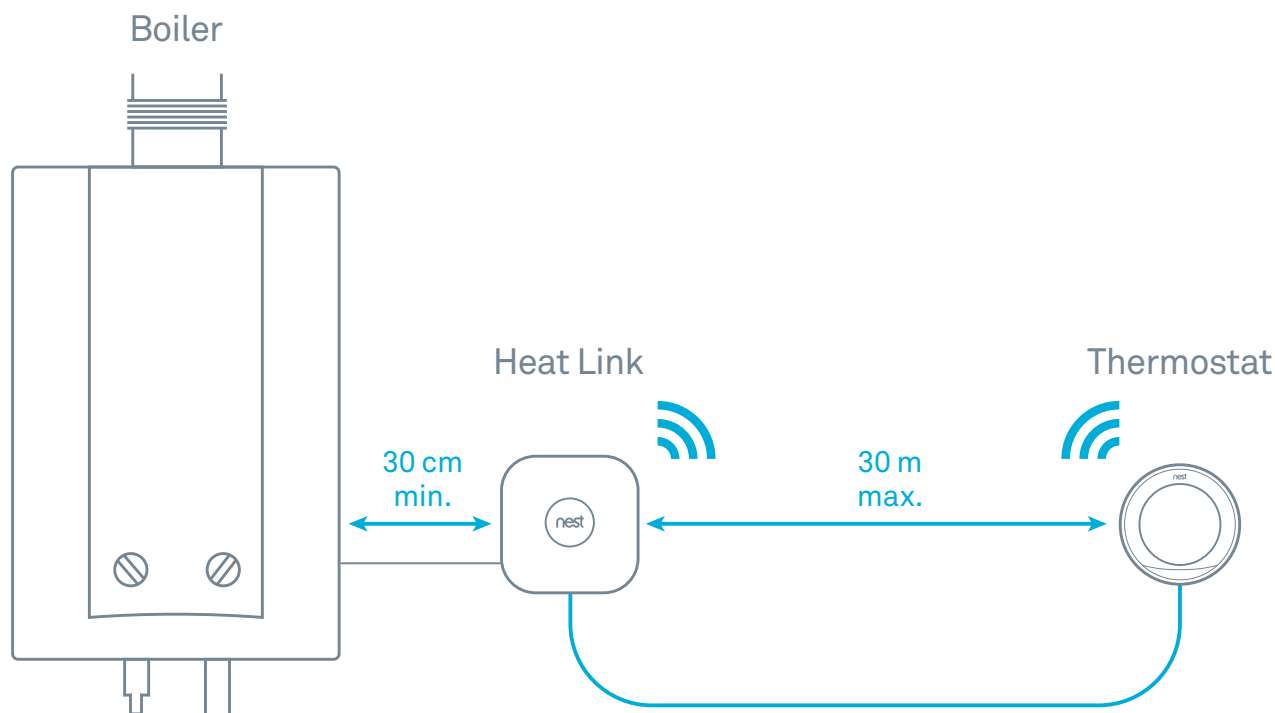 Boiler
Heat Link
Thermostat
30 cm
min.
30 m
max.
nest
nest